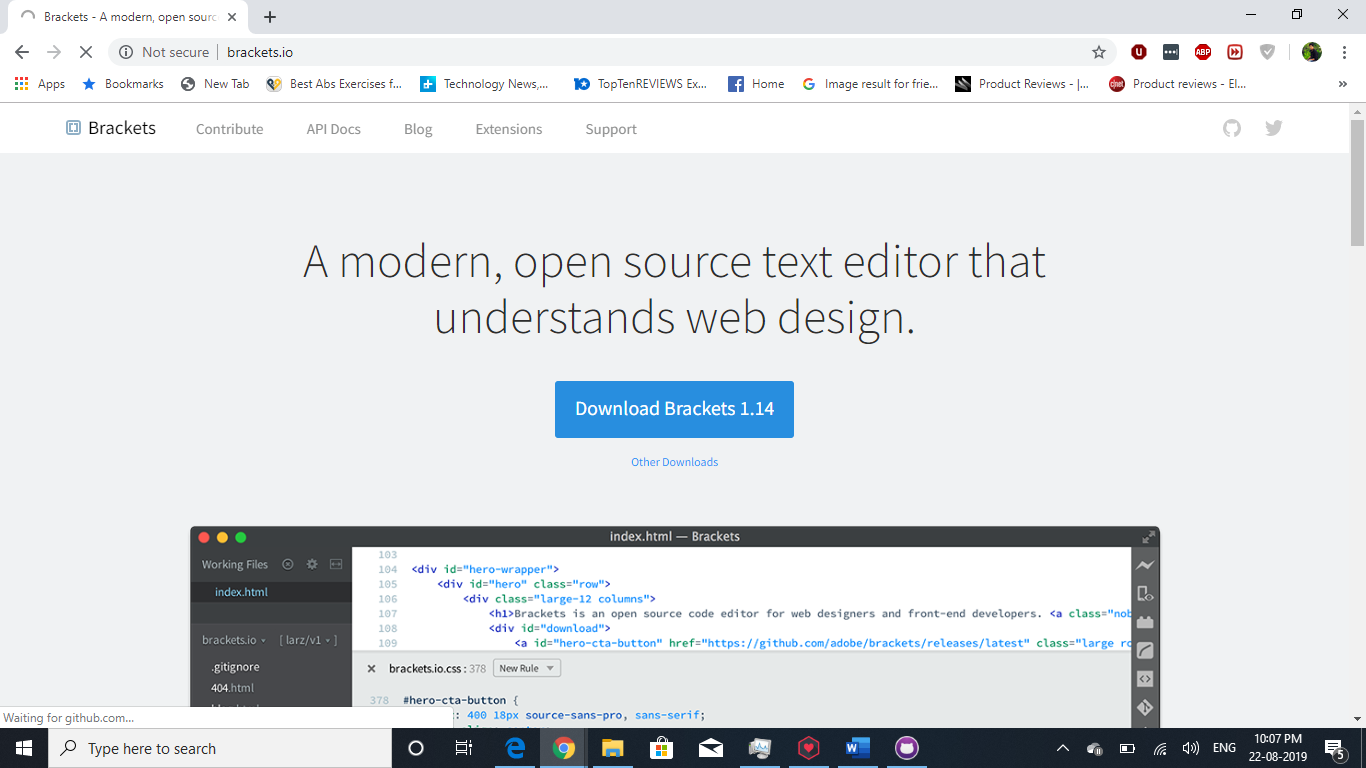 Brackets - A modern, open sourc
Not secure
brackets.io
ABP
Apps
Bookmarks
New Tab
Best Abs Exercises f...
Technology News,...
TopTenREVIEWS Ex...
Home
Image result for frie...
Product Reviews - |...
Product reviews - El...
Brackets
Contribute
API Docs
Blog
Extensions
Support
A modern, open source text editor that
understands web design.
Download Brackets 1.14
Other Downloads
index.html — Brackets
Working Files
index.html
brackets.io
[ larz/v1 ]
.gitignore
404.html
103
104 <div id="hero-wrapper">
105 <div id="hero" class="row">
106 <div class="large-12 columns">
107 <h1>Brackets is an open source code editor for web designers and front-end developers. <a class="nob
108 <div id="download">
109 <a id="hero-cta-button" href="https://github.com/adobe/brackets/releases/latest" class="large ro
brackets.io.css : 378 New Rule
378 #hero-cta-button {
: 400 18px source-sans-pro, sans-serif;
Waiting for github.com...
Type here to search
ENG
10:07 PM
22-08-2019
5